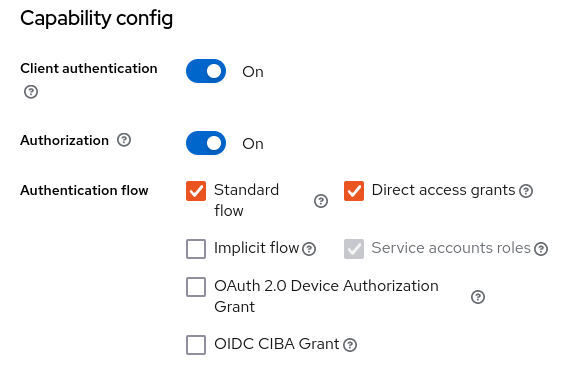 Capability config
Client authentication
On
Authorization
On
Authentication flow
Standard
flow
Direct access grants
Implicit flow
Service accounts roles
OAuth 2.0 Device Authorization
Grant
OIDC CIBA Grant